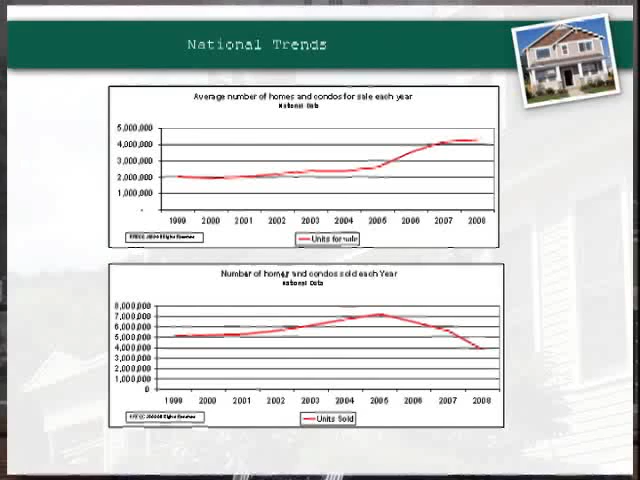 National Trends
Average number of homes and condos for sale each year
National Data
5,000,000
4,000,000
3,000,000
2,000,000
1,000,000
-
1999 2000 2001 2002 2003 2004 2005 2006 2007 2008
Units for sale
Number of homes and condos sold each Year
National Data
8,000,000
7,000,000
6,000,000
5,000,000
4,000,000
3,000,000
2,000,000
1,000,000
0
1999 2000 2001 2002 2003 2004 2005 2006 2007 2008
Units Sold